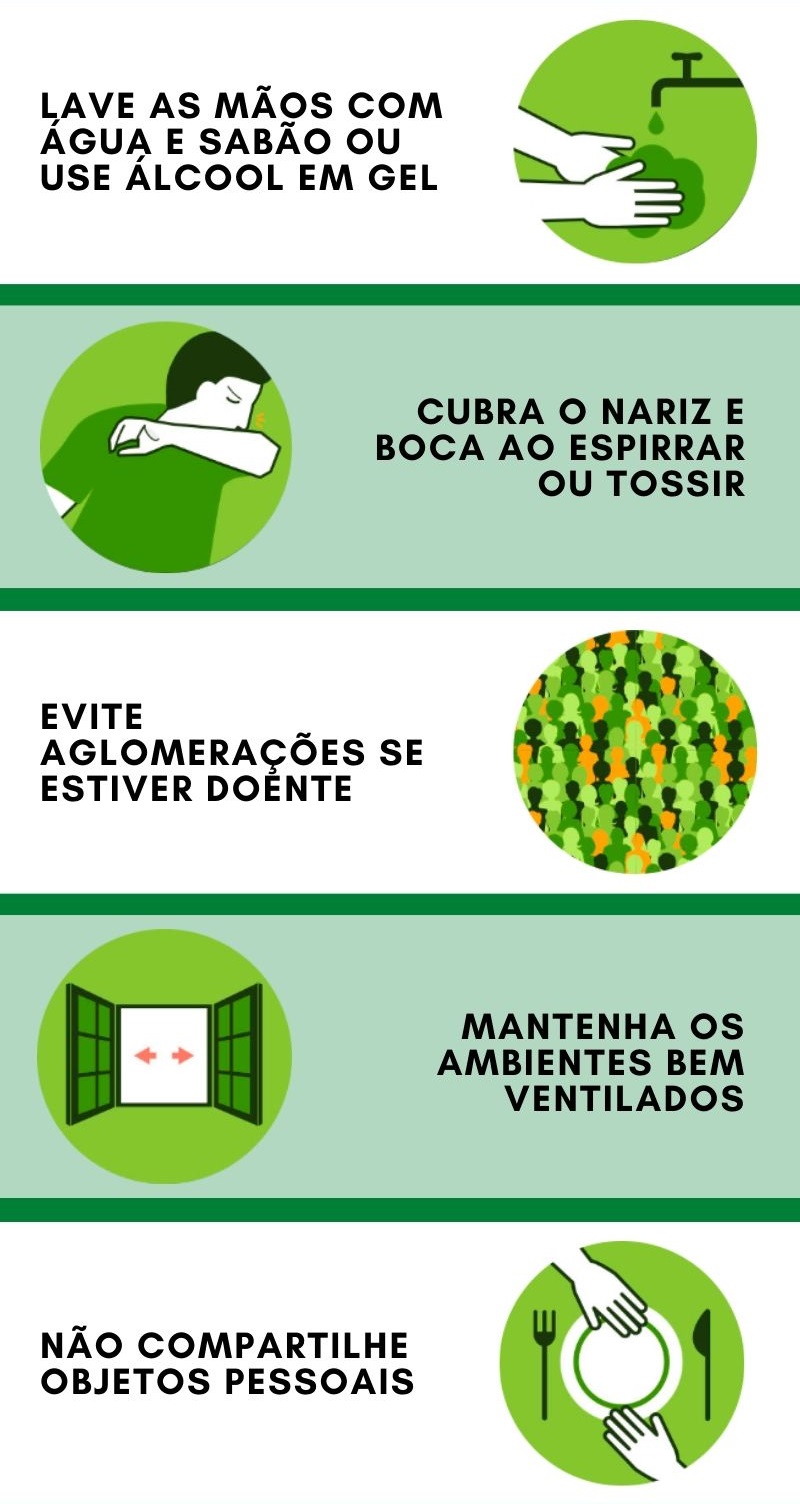 LAVE AS MÃOS COM
ÁGUA E SABÃO OU
USE ÁLCOOL EM GEL
CUBRA O NARIZ E
BOCA AO ESPIRRAR
OU TOSSIR
EVITE
AGLOMERAÇÕES SE
ESTIVER DOENTE
MANTENHA OS
AMBIENTES BEM
VENTILADOS
NÃO COMPARTILHE
OBJETOS PESSOAIS